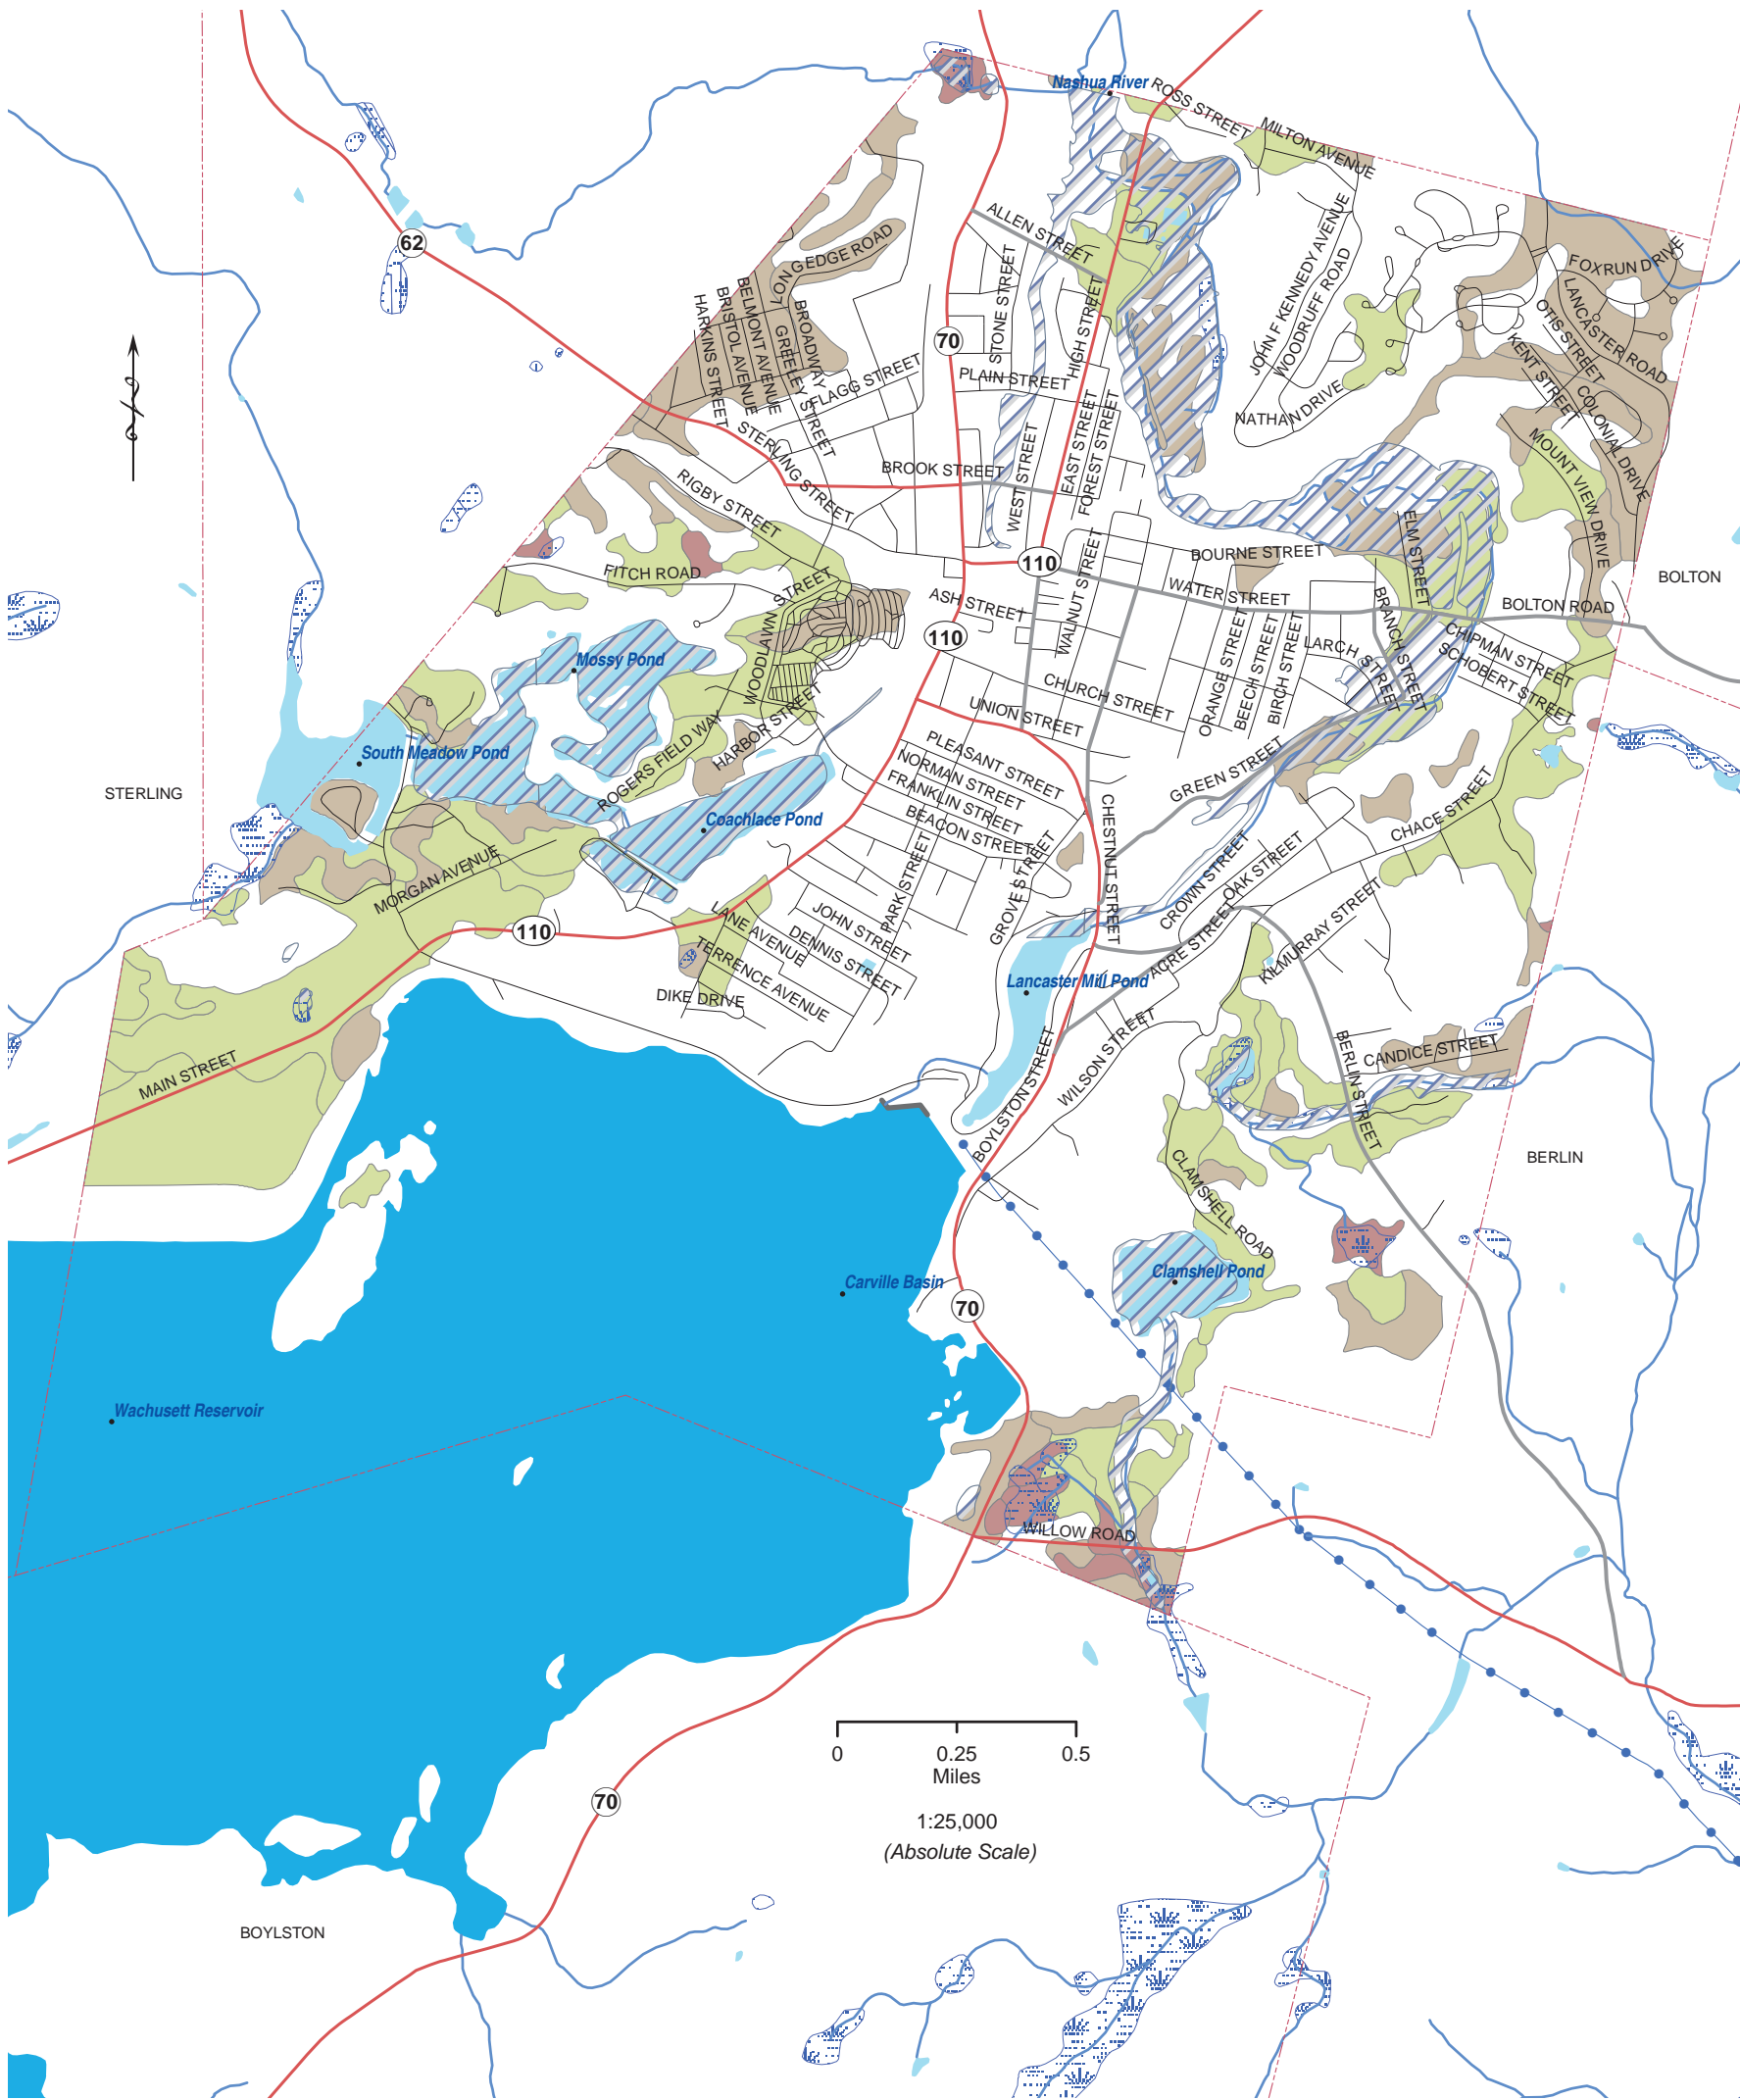 Nashua River
ROSS STREET
MILTON AVENUE
62
ALLEN STREET
LONG EDGE ROAD
FOXRUN DRIVE
JOHN F KENNEDY AVENUE
WOODRUFF ROAD
STONE STREET
HIGH STREET
BELMONT AVENUE
BRISTOL AVENUE
HARKINS STREET
GREELEY STREET
BROADWAY
LANCASTER ROAD
OTIS STREET
KENT STREET
COLONIAL DRIVE
70
FLAGG STREET
PLAIN STREET
NATHAN DRIVE
EAST STREET
FOREST STREET
WEST STREET
STERLING STREET
BROOK STREET
MOUNT VIEW DRIVE
RIGBY STREET
ELM STREET
BOURNE STREET
110
FITCH ROAD
WALNUT STREET
WATER STREET
BOLTON
BOLTON ROAD
ASH STREET
WOODLAWN STREET
BRANCH STREET
110
CHIPMAN STREET
SCHOBERT STREET
LARCH STREET
ORANGE STREET
BEECH STREET
BIRCH STREET
Mossy Pond
CHURCH STREET
UNION STREET
HARBOR STREET
ROGERS FIELD WAY
South Meadow Pond
PLEASANT STREET
NORMAN STREET
FRANKLIN STREET
BEACON STREET
GREEN STREET
STERLING
Coachlace Pond
CHESTNUT STREET
CHACE STREET
GROVE STREET
PARK STREET
CROWN STREET
OAK STREET
MORGAN AVENUE
110
LANE AVENUE
JOHN STREET
DENNIS STREET
TERRENCE AVENUE
DIKE DRIVE
ACRE STREET
KILMURRAY STREET
Lancaster Mill Pond
WILSON STREET
BOYLSTON STREET
MAIN STREET
CANDICE STREET
BERLIN STREET
BERLIN
CLAMSHELL ROAD
Clamshell Pond
Carville Basin
70
Wachusett Reservoir
WILLOW ROAD
0 0.25 0.5
Miles
1:25,000
(Absolute Scale)
70
BOYLSTON